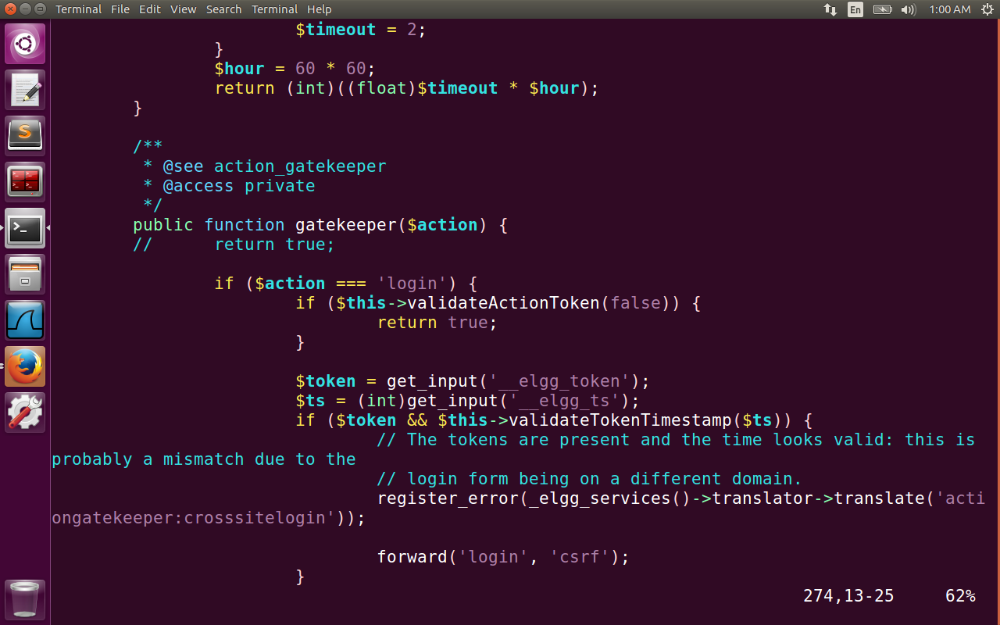 Terminal File Edit View Search Terminal Help En 1:00 AM
$timeout = 2;
}
$hour = 60 * 60;
return (int)((float)$timeout * $hour);
}
/**
* @see action_gatekeeper
* @access private
*/
public function gatekeeper($action) {
// return true;
if ($action === 'login') {
if ($this->validateActionToken(false)) {
return true;
}
$token = get_input('__elgg_token');
$ts = (int)get_input('__elgg_ts');
if ($token && $this->validateTokenTimestamp($ts)) {
// The tokens are present and the time looks valid: this is
probably a mismatch due to the
// login form being on a different domain.
register_error(_elgg_services()->translator->translate('acti
ongatekeeper:crosssitelogin'));
forward('login', 'csrf');
}
274,13-25 62%